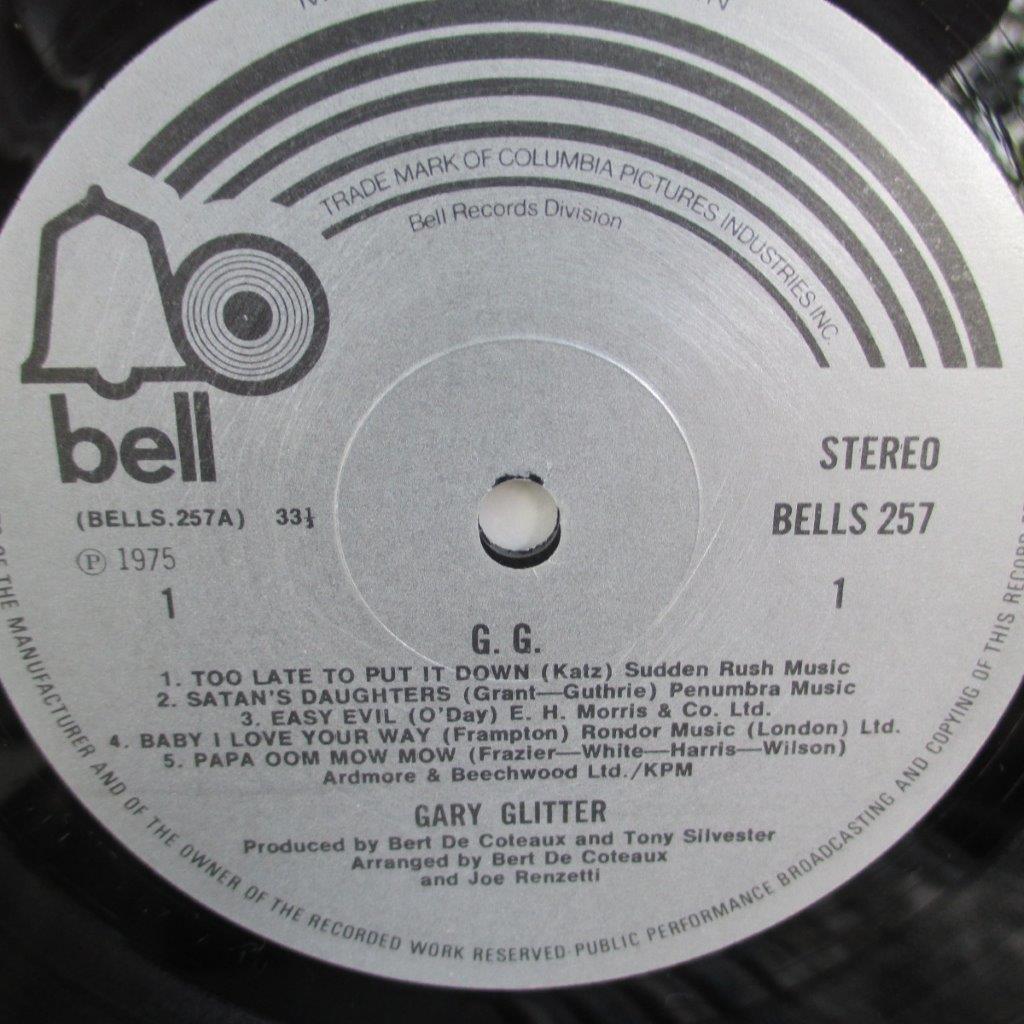 TRADE MARK OF COLUMBIA PICTURES INDUSTRIES INC.
Bell Records Division
bell
STEREO
(BELLS.257A) 33⅓
BELLS 257
Ⓟ 1975
1
1
G. G.
1. TOO LATE TO PUT IT DOWN (Katz) Sudden Rush Music
2. SATAN'S DAUGHTERS (Grant—Guthrie) Penumbra Music
3. EASY EVIL (O'Day) E. H. Morris & Co. Ltd.
4. BABY I LOVE YOUR WAY (Frampton) Rondor Music (London) Ltd.
5. PAPA OOM MOW MOW (Frazier—White—Harris—Wilson)
Ardmore & Beechwood Ltd./KPM
GARY GLITTER
Produced by Bert De Coteaux and Tony Silvester
Arranged by Bert De Coteaux
and Joe Renzetti
OF THE MANUFACTURER AND OF THE OWNER OF THE RECORDED WORK RESERVED·PUBLIC PERFORMANCE BROADCASTING AND COPYING OF THIS RECORD